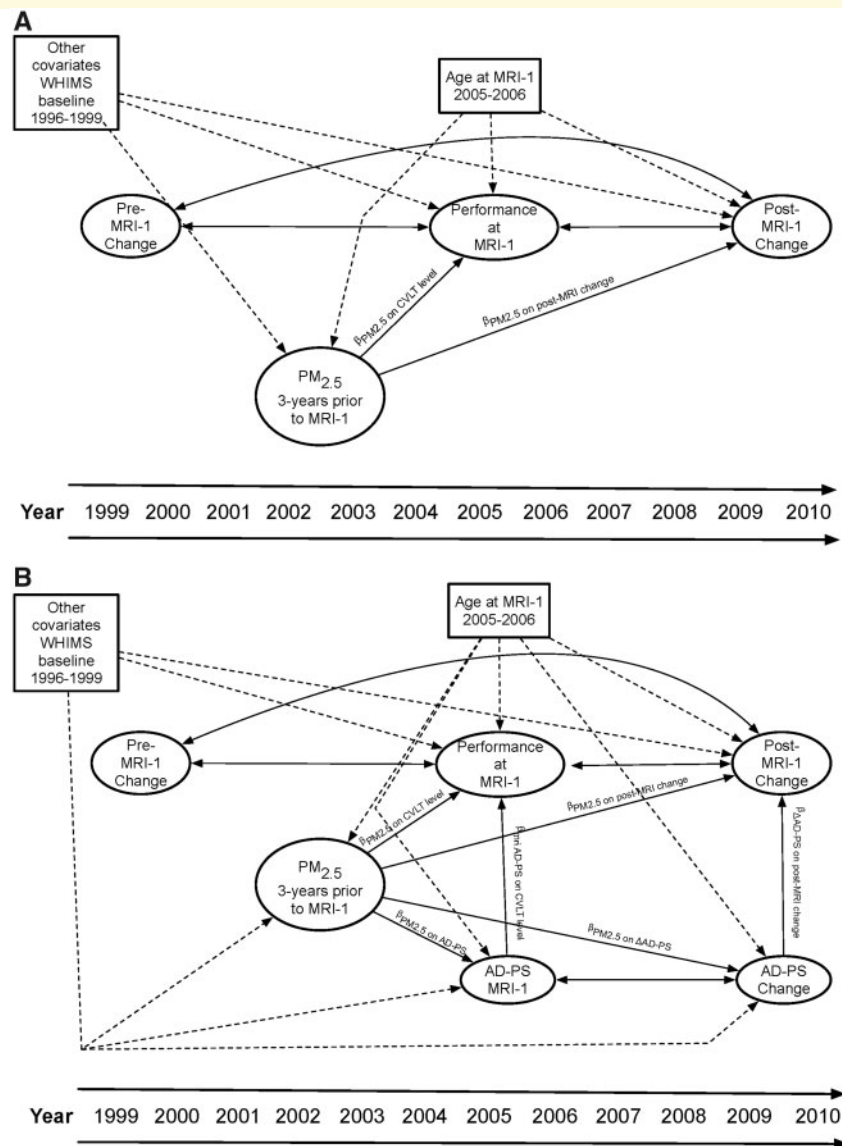 A
Other
covariates
WHIMS
baseline
1996-1999
Age at MRI-1
2005-2006
Pre-
MRI-1
Change
Performance
at
MRI-1
Post-
MRI-1
Change
βPM2.5 on CVLT level
βPM2.5 on post-MRI change
PM2.5
3-years prior
to MRI-1
Year 1999 2000 2001 2002 2003 2004 2005 2006 2007 2008 2009 2010
B
Other
covariates
WHIMS
baseline
1996-1999
Age at MRI-1
2005-2006
Pre-
MRI-1
Change
Performance
at
MRI-1
Post-
MRI-1
Change
βPM2.5 on CVLT level
βPM2.5 on post-MRI change
βmri AD-PS on CVLT level
βΔAD-PS on post-MRI change
PM2.5
3-years prior
to MRI-1
βPM2.5 on AD-PS
βPM2.5 on ΔAD-PS
AD-PS
MRI-1
AD-PS
Change
Year 1999 2000 2001 2002 2003 2004 2005 2006 2007 2008 2009 2010